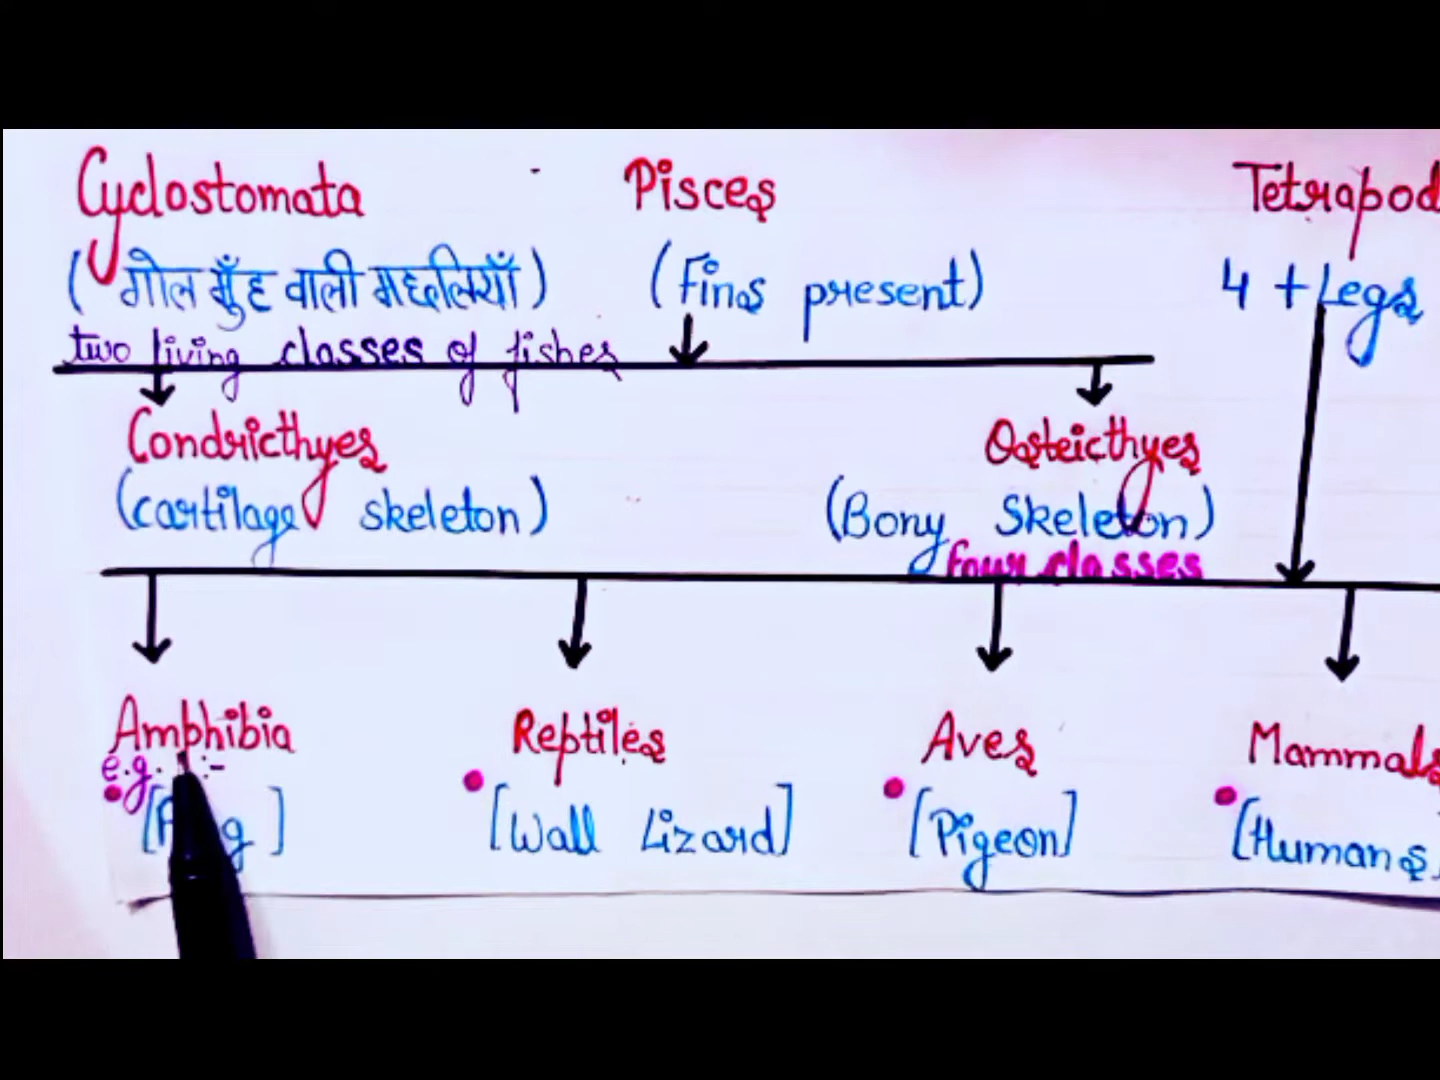 Cyclostomata Pisces Tetrapod
(गोल मुँह वाली मछलियाँ) (Fins present) 4 + Legs
two living classes of fishes
Condricthyes Osteicthyes
(cartilage skeleton) (Bony Skeleton)
four classes
Amphibia Reptiles Aves Mammals
e.g. :-
[Wall Lizard] [Pigeon] [Humans]